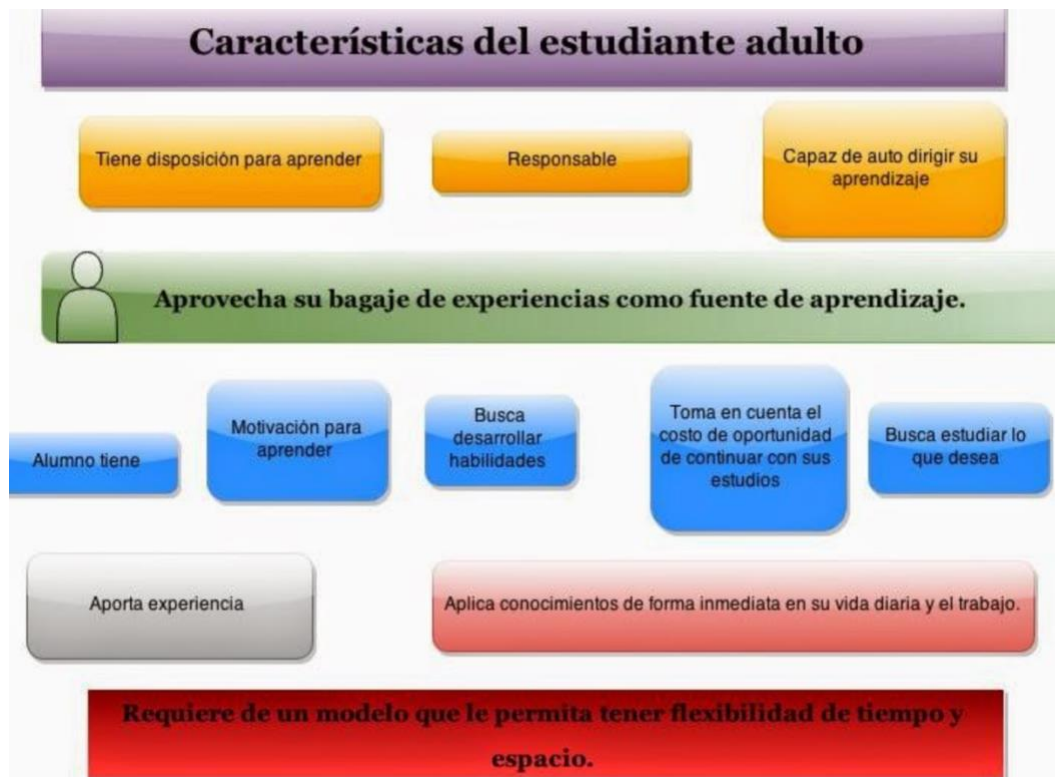 Características del estudiante adulto
Tiene disposición para aprender
Responsable
Capaz de auto dirigir su
aprendizaje
Aprovecha su bagaje de experiencias como fuente de aprendizaje.
Alumno tiene
Motivación para
aprender
Busca
desarrollar
habilidades
Toma en cuenta el
costo de oportunidad
de continuar con sus
estudios
Busca estudiar lo
que desea
Aporta experiencia
Aplica conocimientos de forma inmediata en su vida diaria y el trabajo.
Requiere de un modelo que le permita tener flexibilidad de tiempo y
espacio.